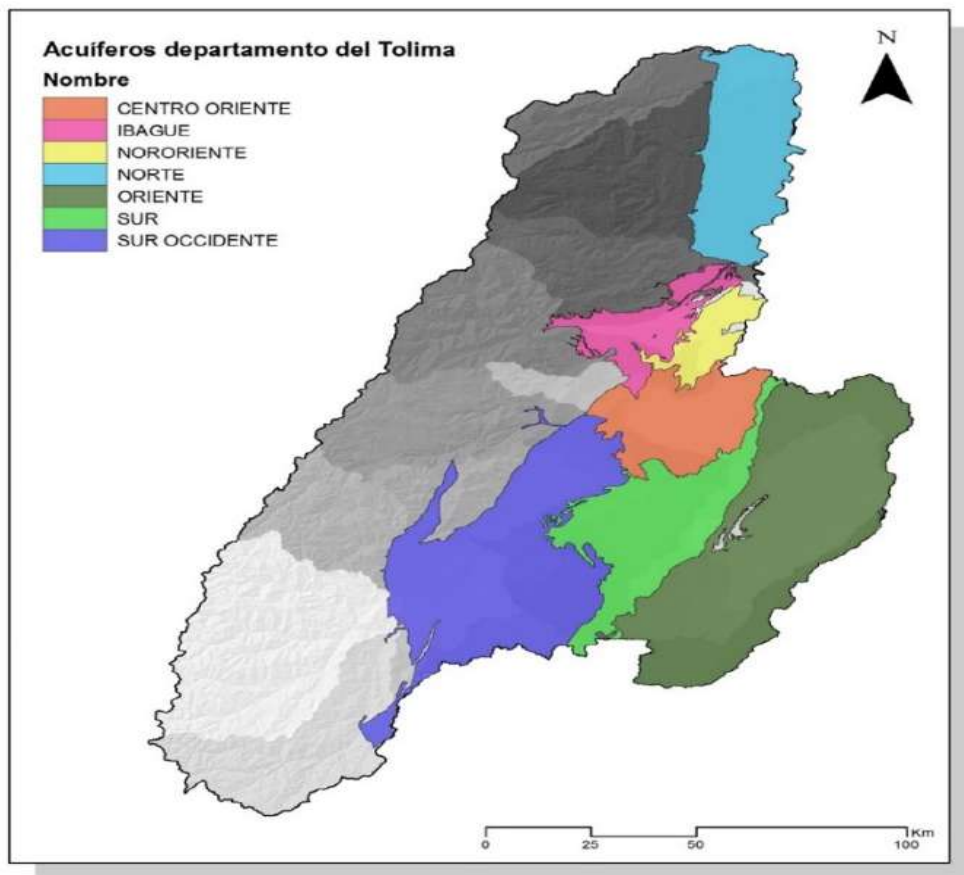 Acuíferos departamento del Tolima
Nombre
CENTRO ORIENTE
IBAGUE
NORORIENTE
NORTE
ORIENTE
SUR
SUR OCCIDENTE
N
Km
0 25 50 100